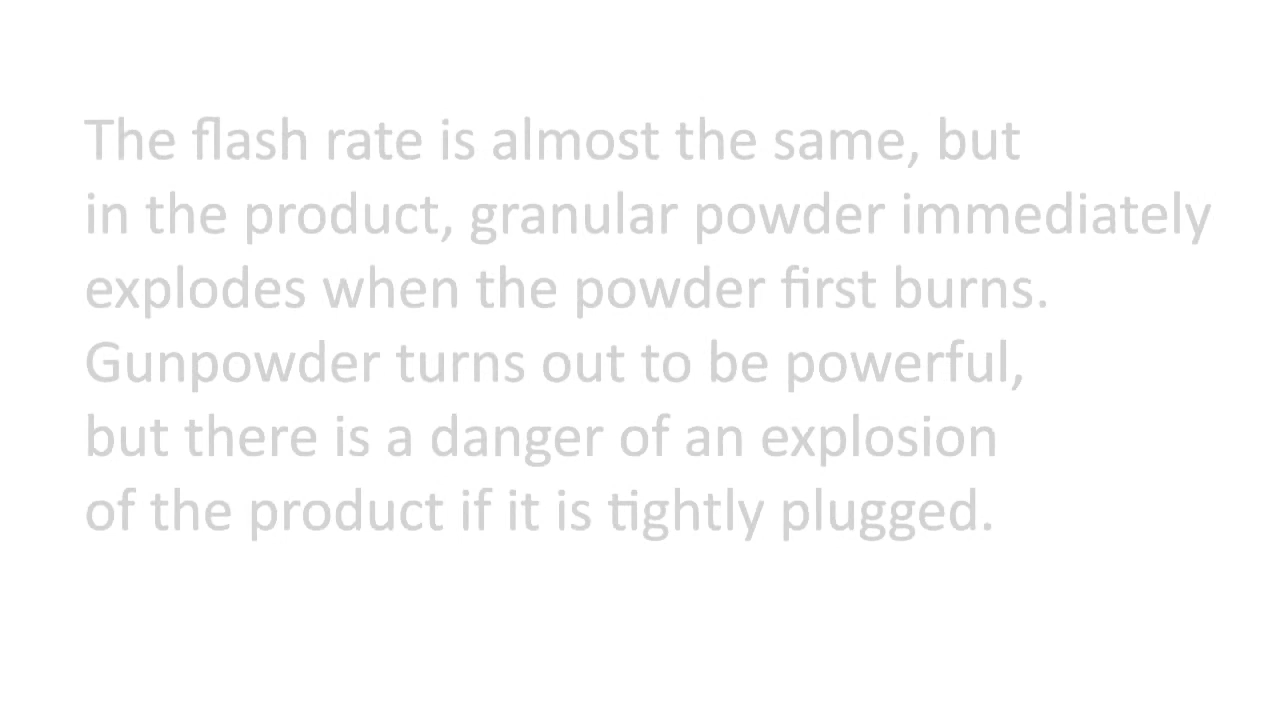 The flash rate is almost the same, but
in the product, granular powder immediately
explodes when the powder first burns.
Gunpowder turns out to be powerful,
but there is a danger of an explosion
of the product if it is tightly plugged.